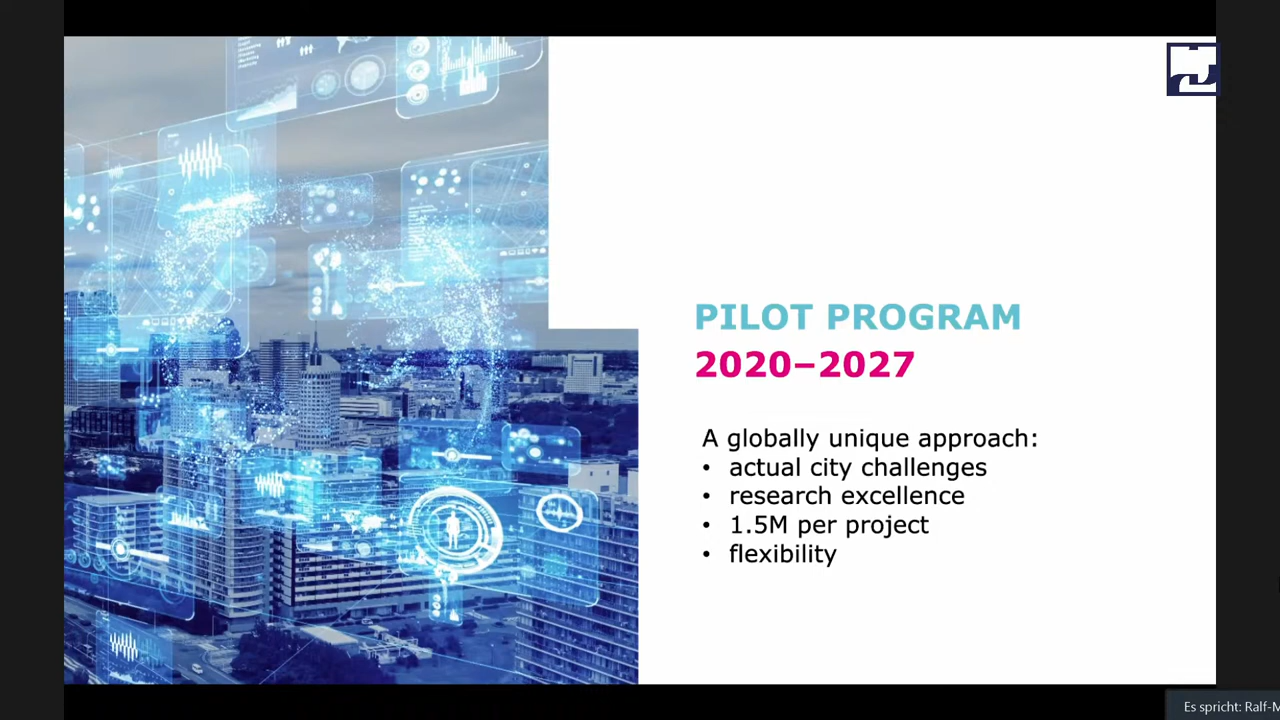 PILOT PROGRAM
2020–2027
A globally unique approach:
• actual city challenges
• research excellence
• 1.5M per project
• flexibility
Es spricht: Ralf-M